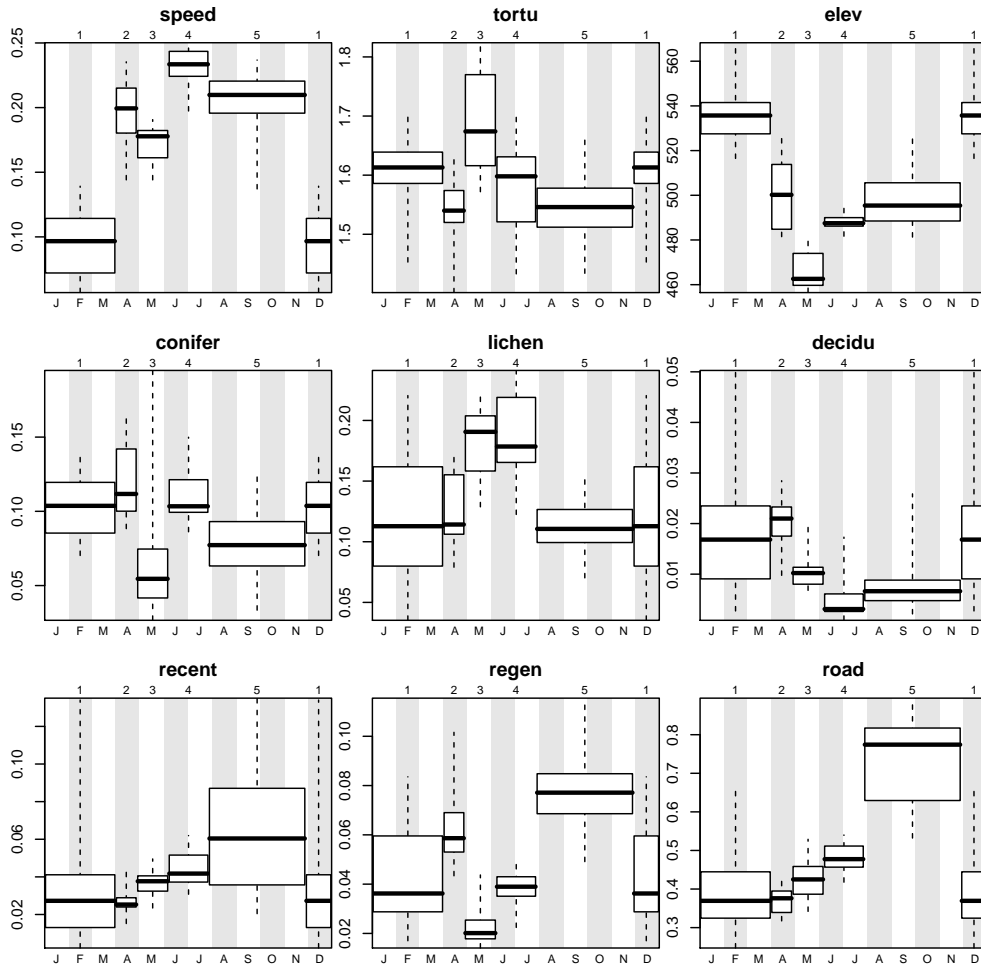 speed tortu elev
1 2 3 4 5 1 1 2 3 4 5 1 1 2 3 4 5 1
0.25 0.20 0.15 0.10 1.8 1.7 1.6 1.5 560 540 520 500 480 460
J F M A M J J A S O N D J F M A M J J A S O N D J F M A M J J A S O N D
conifer lichen decidu
1 2 3 4 5 1 1 2 3 4 5 1 1 2 3 4 5 1
0.15 0.10 0.05 0.20 0.15 0.10 0.05 0.05 0.04 0.03 0.02 0.01
J F M A M J J A S O N D J F M A M J J A S O N D J F M A M J J A S O N D
recent regen road
1 2 3 4 5 1 1 2 3 4 5 1 1 2 3 4 5 1
0.10 0.06 0.02 0.10 0.08 0.06 0.04 0.02 0.8 0.7 0.6 0.5 0.4 0.3
J F M A M J J A S O N D J F M A M J J A S O N D J F M A M J J A S O N D